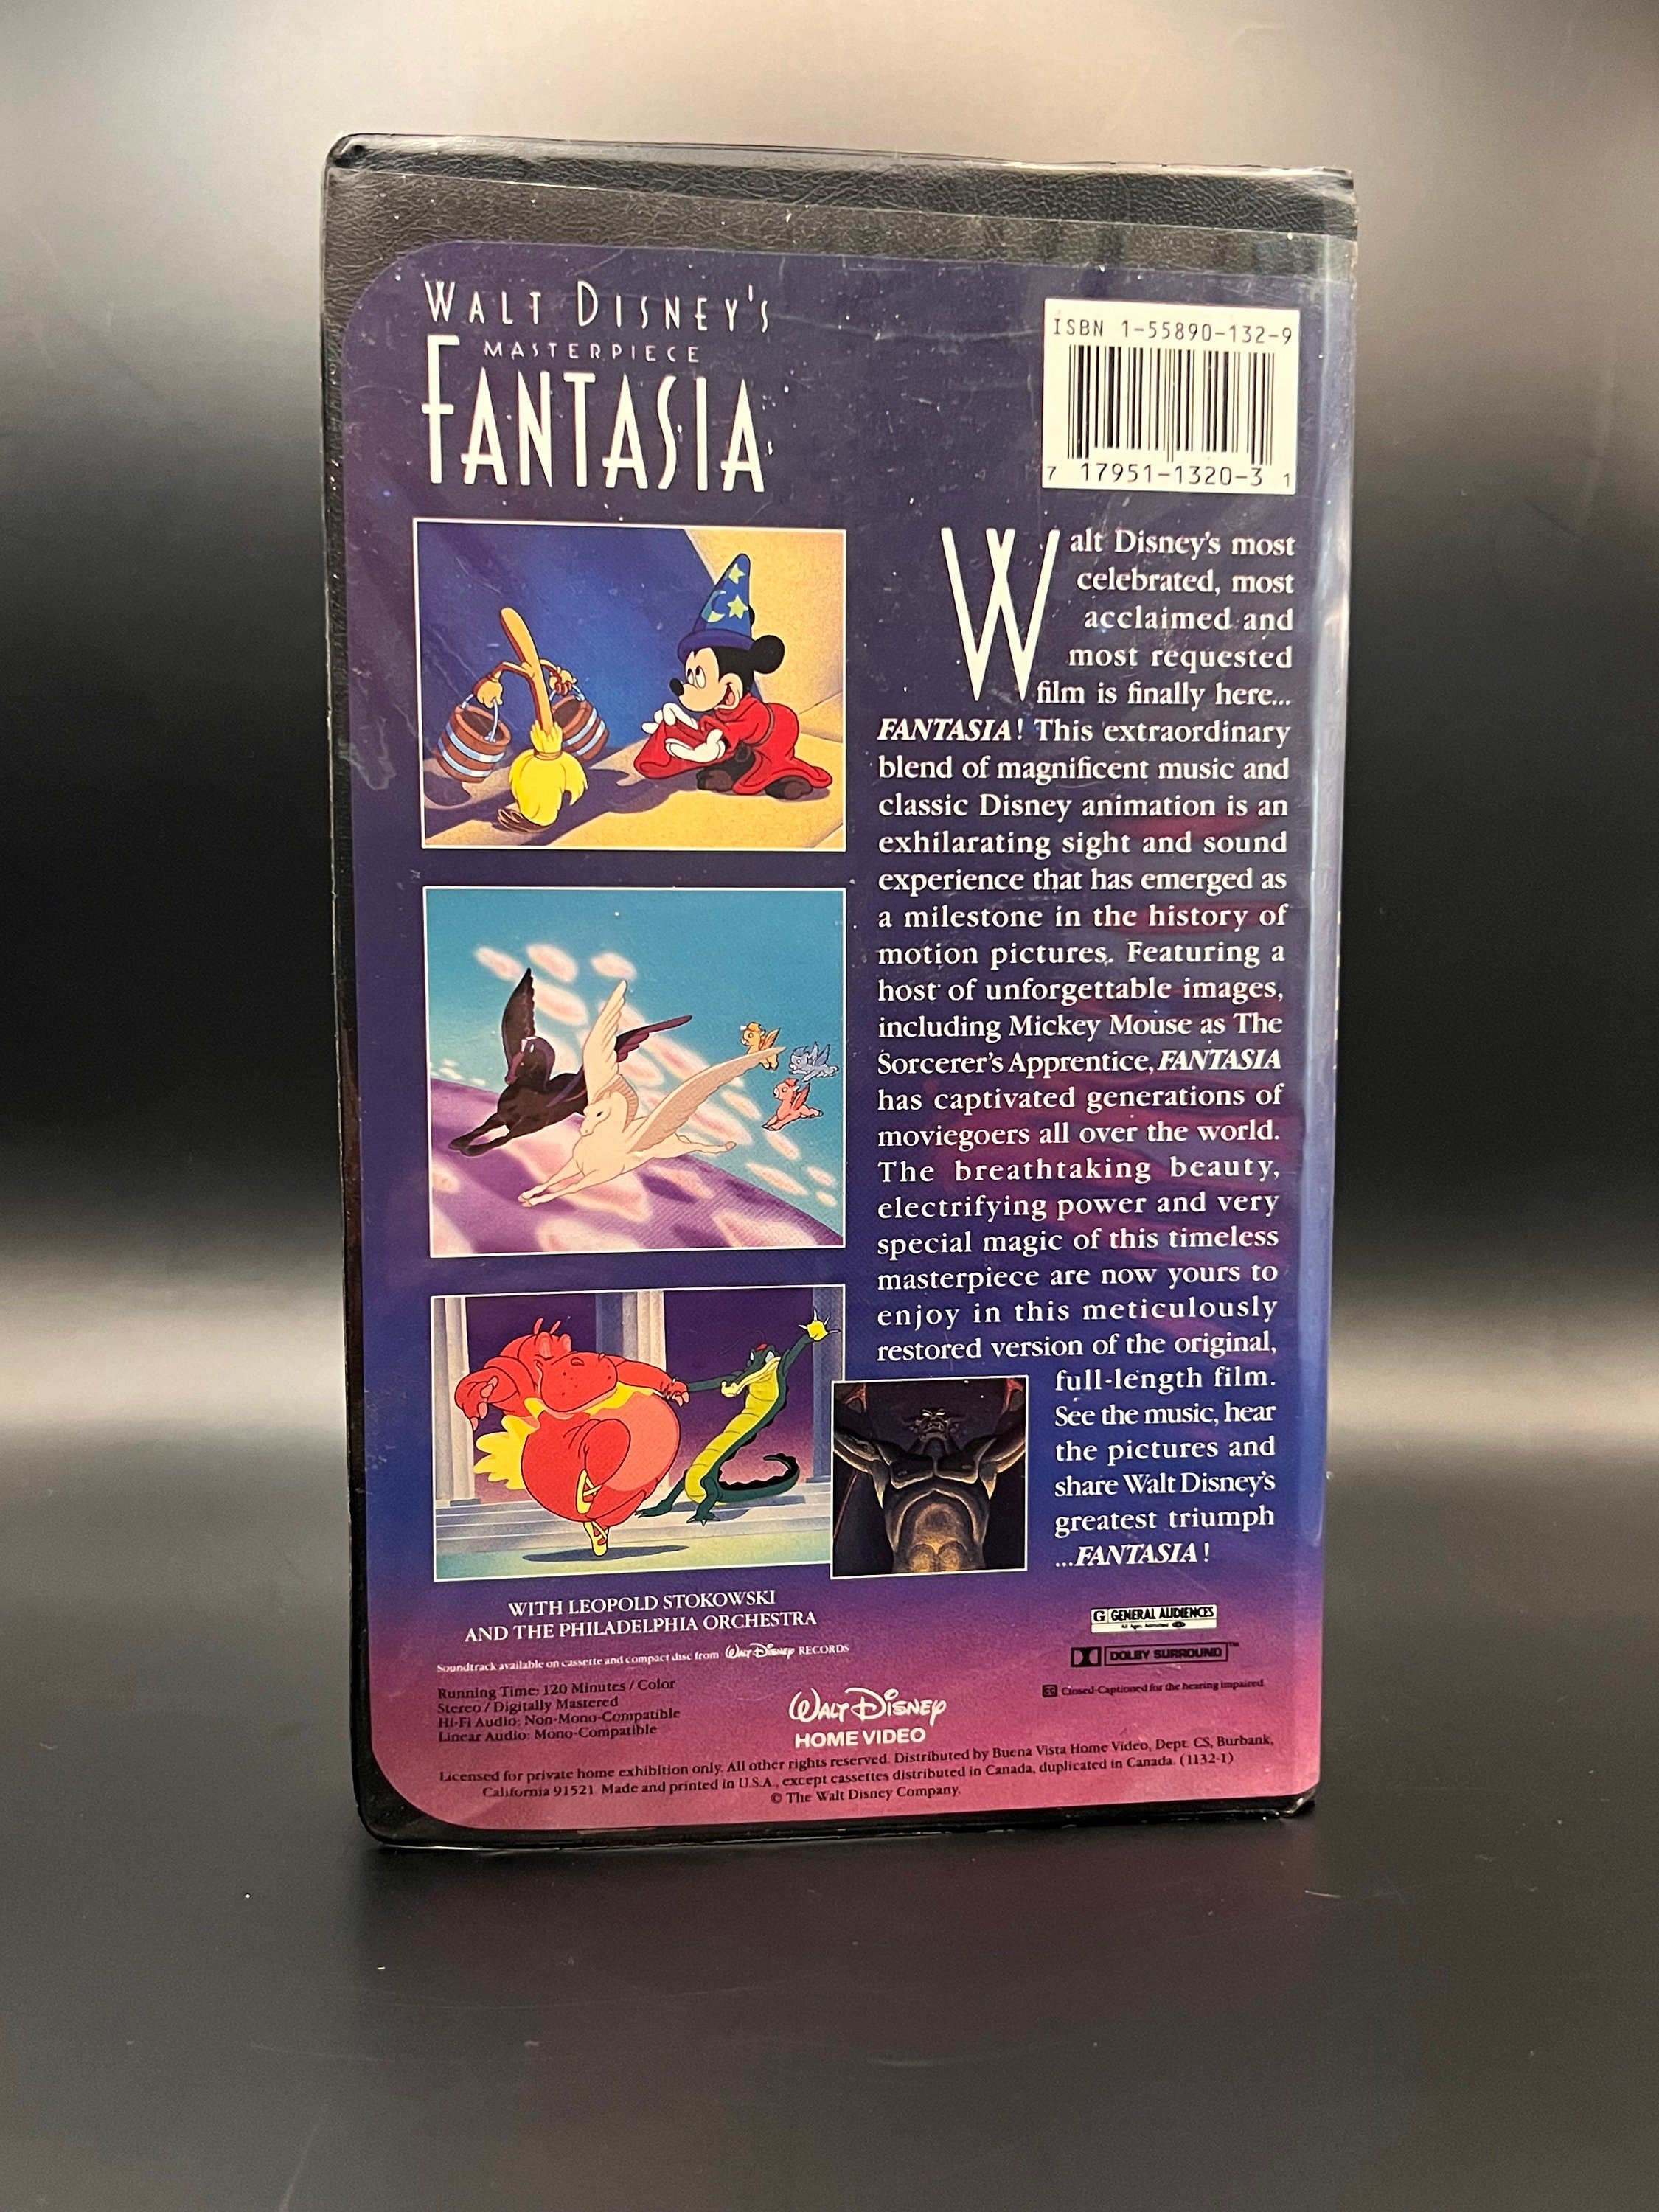 WALT DISNEY'S
MASTERPIECE
FANTASIA
ISBN 1-55890-132-9
7 17951-1320-3 1
Walt Disney's most
celebrated, most
acclaimed and
most requested
film is finally here...
FANTASIA! This extraordinary
blend of magnificent music and
classic Disney animation is an
exhilarating sight and sound
experience that has emerged as
a milestone in the history of
motion pictures. Featuring a
host of unforgettable images,
including Mickey Mouse as The
Sorcerer's Apprentice, FANTASIA
has captivated generations of
moviegoers all over the world.
The breathtaking beauty,
electrifying power and very
special magic of this timeless
masterpiece are now yours to
enjoy in this meticulously
restored version of the original,
full-length film.
See the music, hear
the pictures and
share Walt Disney's
greatest triumph
...FANTASIA!
WITH LEOPOLD STOKOWSKI
AND THE PHILADELPHIA ORCHESTRA
Soundtrack available on cassette and compact disc from Walt Disney RECORDS
Running Time: 120 Minutes / Color
Stereo / Digitally Mastered
Hi-Fi Audio: Non-Mono-Compatible
Linear Audio: Mono-Compatible
Walt Disney
HOME VIDEO
G GENERAL AUDIENCES
DOLBY SURROUND™
CC Closed-Captioned for the hearing impaired.
Licensed for private home exhibition only. All other rights reserved. Distributed by Buena Vista Home Video, Dept. CS, Burbank,
California 91521. Made and printed in U.S.A., except cassettes distributed in Canada, duplicated in Canada. (1132-1)
© The Walt Disney Company.